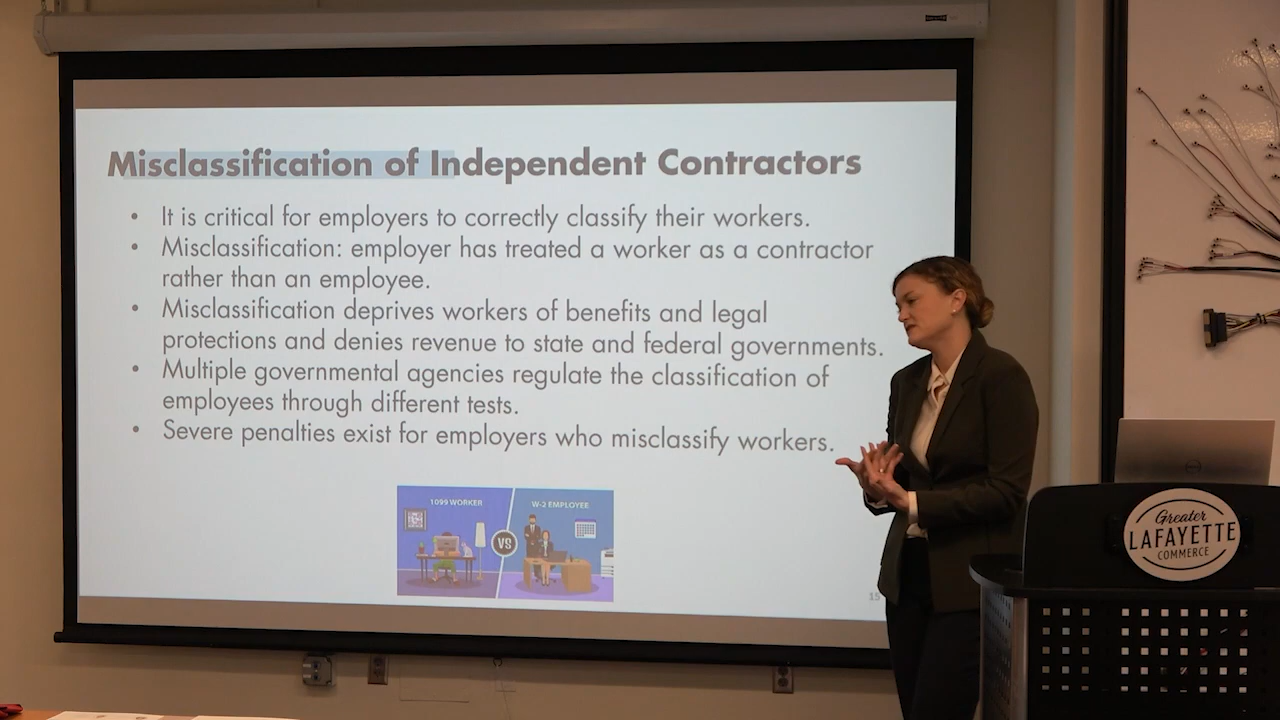 Misclassification of Independent Contractors
• It is critical for employers to correctly classify their workers.
• Misclassification: employer has treated a worker as a contractor
rather than an employee.
• Misclassification deprives workers of benefits and legal
protections and denies revenue to state and federal governments.
• Multiple governmental agencies regulate the classification of
employees through different tests.
• Severe penalties exist for employers who misclassify workers.
1099 WORKER
VS
W-2 EMPLOYEE
15
Greater
LAFAYETTE
COMMERCE
DELL